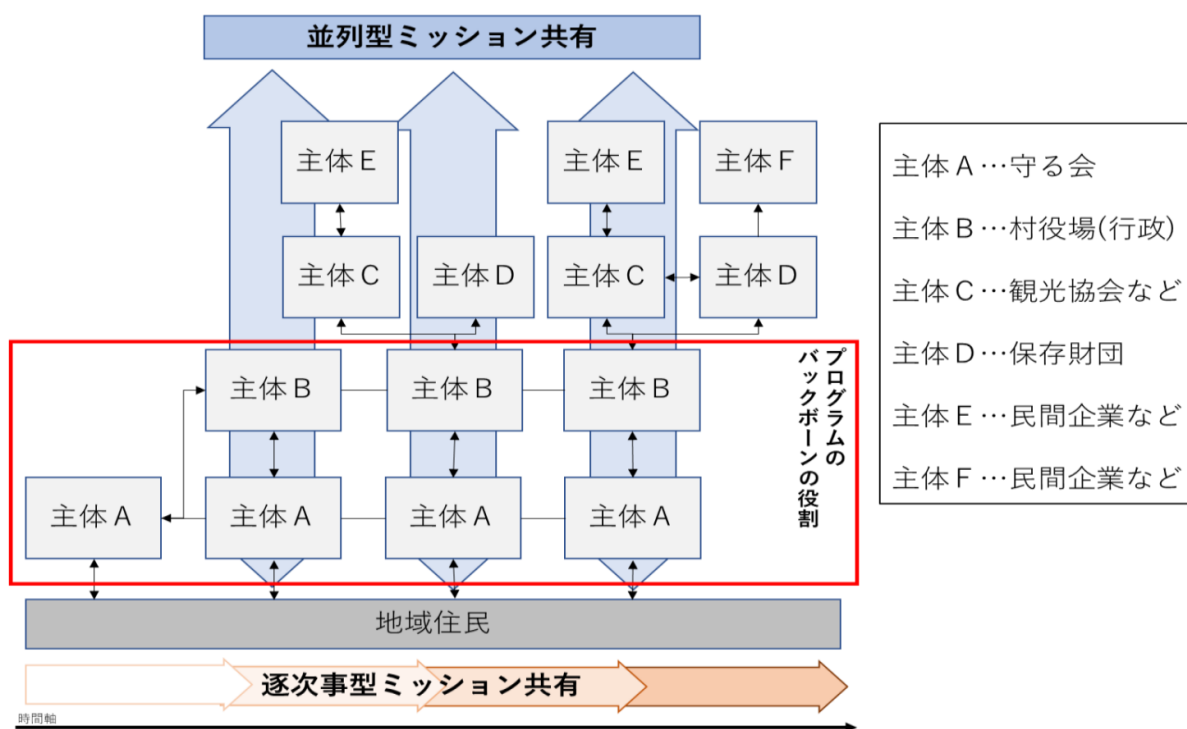 並列型ミッション共有
主体E
主体E
主体F
主体C
主体D
主体C
主体D
主体B
主体B
主体B
プログラムの
バックボーンの役割
主体A
主体A
主体A
主体A
地域住民
逐次事型ミッション共有
時間軸
主体A…守る会
主体B…村役場(行政)
主体C…観光協会など
主体D…保存財団
主体E…民間企業など
主体F…民間企業など